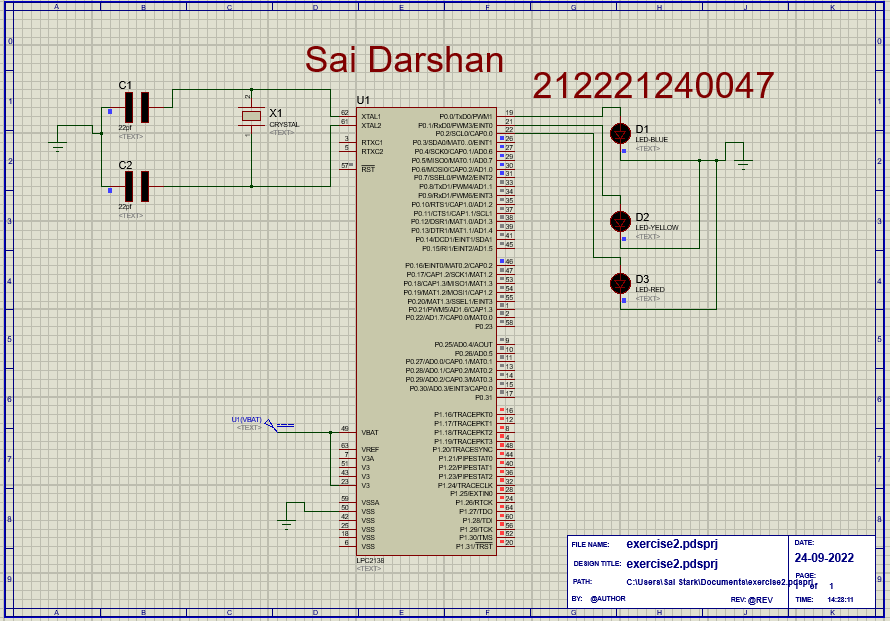 A B C D E F G H J K
Sai Darshan
212221240047
C1
22pf
<TEXT>
X1
CRYSTAL
<TEXT>
2
1
C2
22pf
<TEXT>
U1
62 XTAL1
61 XTAL2
3 RTXC1
5 RTXC2
57 RST
U1(VBAT)
<TEXT>
49 VBAT
63 VREF
7 V3A
51 V3
43 V3
23 V3
59 VSSA
50 VSS
42 VSS
25 VSS
18 VSS
6 VSS
P0.0/TxD0/PWM1 19
P0.1/RxD0/PWM3/EINT0 21
P0.2/SCL0/CAP0.0 22
P0.3/SDA0/MAT0..0/EINT1 26
P0.4/SCK0/CAP0.1/AD0.6 27
P0.5/MISO0/MAT0.1/AD0.7 29
P0.6/MOSI0/CAP0.2/AD1.0 30
P0.7/SSEL0/PWM2/EINT2 31
P0.8/TxD1/PWM4/AD1.1 33
P0.9/RxD1/PWM6/EINT3 34
P0.10/RTS1/CAP1.0/AD1.2 35
P0.11/CTS1/CAP1.1/SCL1 37
P0.12/DSR1/MAT1.0/AD1.3 38
P0.13/DTR1/MAT1.1/AD1.4 39
P0.14/DCD1/EINT1/SDA1 41
P0.15/RI1/EINT2/AD1.5 45
P0.16/EINT0/MAT0.2/CAP0.2 46
P0.17/CAP1.2/SCK1/MAT1.2 47
P0.18/CAP1.3/MISO1/MAT1.3 53
P0.19/MAT1.2/MOSI1/CAP1.2 54
P0.20/MAT1.3/SSEL1/EINT3 55
P0.21/PWM5/AD1.6/CAP1.3 1
P0.22/AD1.7/CAP0.0/MAT0.0 2
P0.23 58
P0.25/AD0.4/AOUT 9
P0.26/AD0.5 10
P0.27/AD0.0/CAP0.1/MAT0.1 11
P0.28/AD0.1/CAP0.2/MAT0.2 13
P0.29/AD0.2/CAP0.3/MAT0.3 14
P0.30/AD0.3/EINT3/CAP0.0 15
P0.31 17
P1.16/TRACEPKT0 16
P1.17/TRACEPKT1 12
P1.18/TRACEPKT2 8
P1.19/TRACEPKT3 4
P1.20/TRACESYNC 48
P1.21/PIPESTAT0 44
P1.22/PIPESTAT1 40
P1.23/PIPESTAT2 36
P1.24/TRACECLK 32
P1.25/EXTIN0 28
P1.26/RTCK 24
P1.27/TDO 64
P1.28/TDI 60
P1.29/TCK 56
P1.30/TMS 52
P1.31/TRST 20
LPC2138
<TEXT>
D1
LED-BLUE
<TEXT>
D2
LED-YELLOW
<TEXT>
D3
LED-RED
<TEXT>
0 0
1 1
2 2
3 3
4 4
5 5
6 6
7 7
8 8
9 9
FILE NAME: exercise2.pdsprj
DESIGN TITLE: exercise2.pdsprj
PATH: C:\Users\Sai Stark\Documents\exercise2.pdsprj
BY: @AUTHOR REV: @REV
DATE:
24-09-2022
PAGE:
1 of 1
TIME: 14:28:11
A B C D E F G H J K